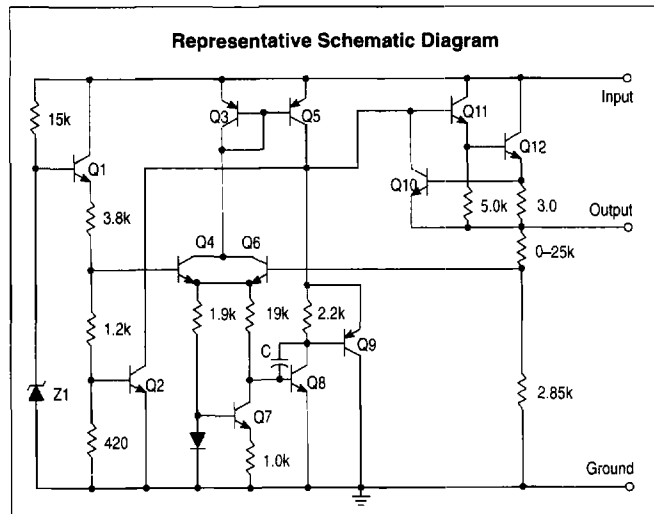 Representative Schematic Diagram
Input
15k
Q3
Q5
Q11
Q12
Q1
Q10
3.8k
5.0k
3.0
Output
Q4
Q6
0–25k
1.9k
19k
2.2k
1.2k
C
Q9
Z1
Q2
Q8
2.85k
Q7
420
1.0k
Ground